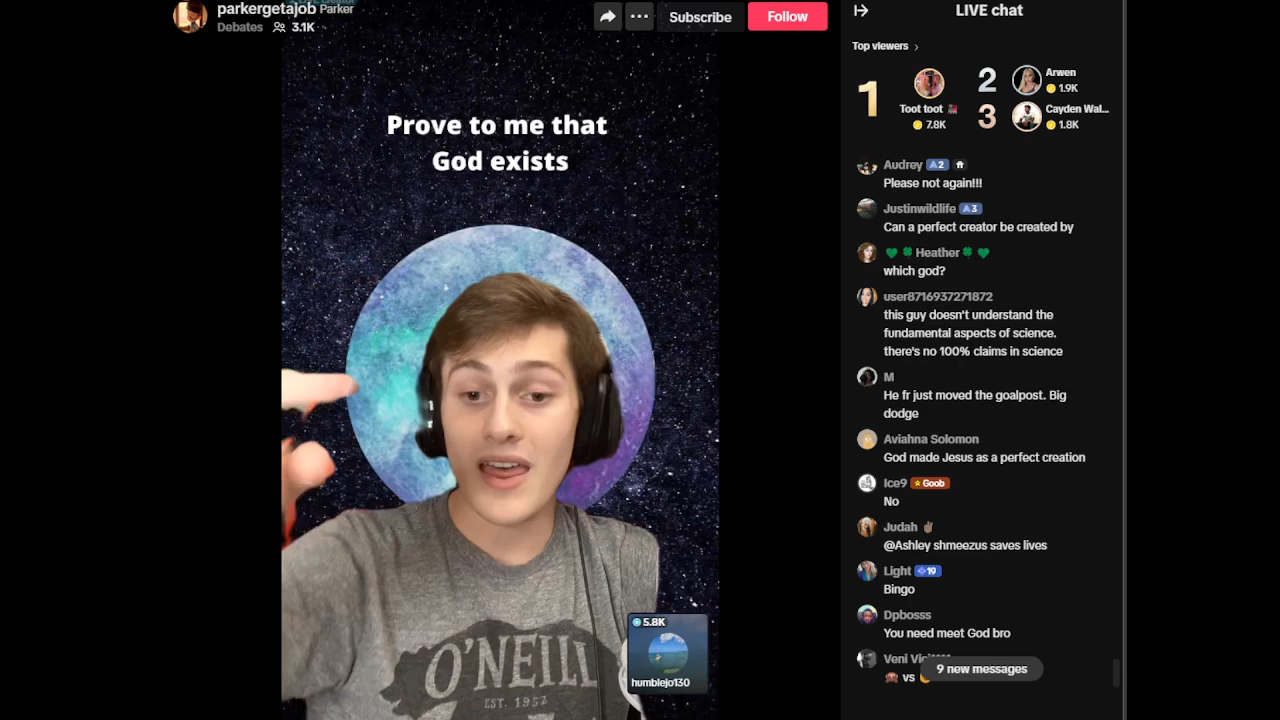 parkergetajob Parker
Debates 3.1K
Subscribe
Follow
Prove to me that
God exists
O'NEILL
EST. 1952
5.8K
humblejo130
LIVE chat
Top viewers
1
Toot toot
7.8K
2
Arwen
1.9K
3
Cayden Wal...
1.8K
Audrey 2
Please not again!!!
Justinwildlife 3
Can a perfect creator be created by
Heather
which god?
user8716937271872
this guy doesn't understand the
fundamental aspects of science.
there's no 100% claims in science
M
He fr just moved the goalpost. Big
dodge
Aviahna Solomon
God made Jesus as a perfect creation
Ice9 Goob
No
Judah
@Ashley shmeezus saves lives
Light 19
Bingo
Dpbosss
You need meet God bro
Veni
vs
9 new messages